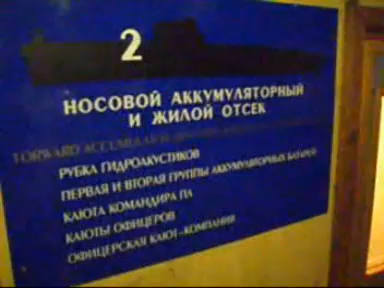 2
НОСОВОЙ АККУМУЛЯТОРНЫЙ
И ЖИЛОЙ ОТСЕК
FORWARD
РУБКА ГИДРОАКУСТИКОВ
ПЕРВАЯ И ВТОРАЯ ГРУППЫ АККУМУЛЯТОРНЫХ БАТАРЕЙ
КАЮТА КОМАНДИРА ПЛ
КАЮТЫ ОФИЦЕРОВ
ОФИЦЕРСКАЯ КАЮТ-КОМПАНИЯ